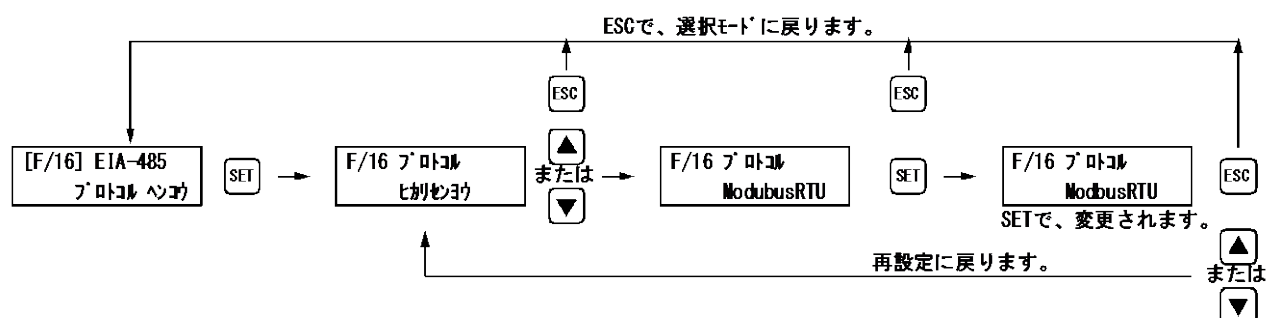 ESCで、選択ﾓｰﾄﾞに戻ります。
ESC
ESC
[F/16] EIA-485
ﾌﾟﾛﾄｺﾙ ﾍﾝｺｳ
SET
F/16 ﾌﾟﾛﾄｺﾙ
ﾋｶﾘｾﾝﾖｳ
▲
または
▼
F/16 ﾌﾟﾛﾄｺﾙ
ModubusRTU
SET
F/16 ﾌﾟﾛﾄｺﾙ
ModbusRTU
ESC
SETで、変更されます。
再設定に戻ります。
▲
または
▼